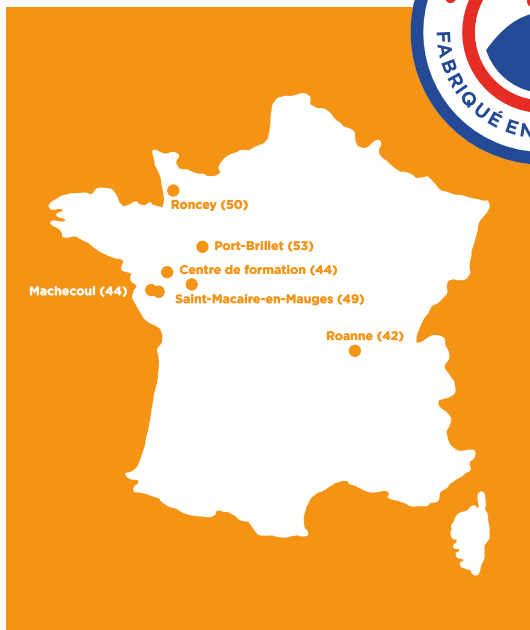 FABRIQUÉ EN
Roncey (50)
Port-Brillet (53)
Centre de formation (44)
Machecoul (44)
Saint-Macaire-en-Mauges (49)
Roanne (42)